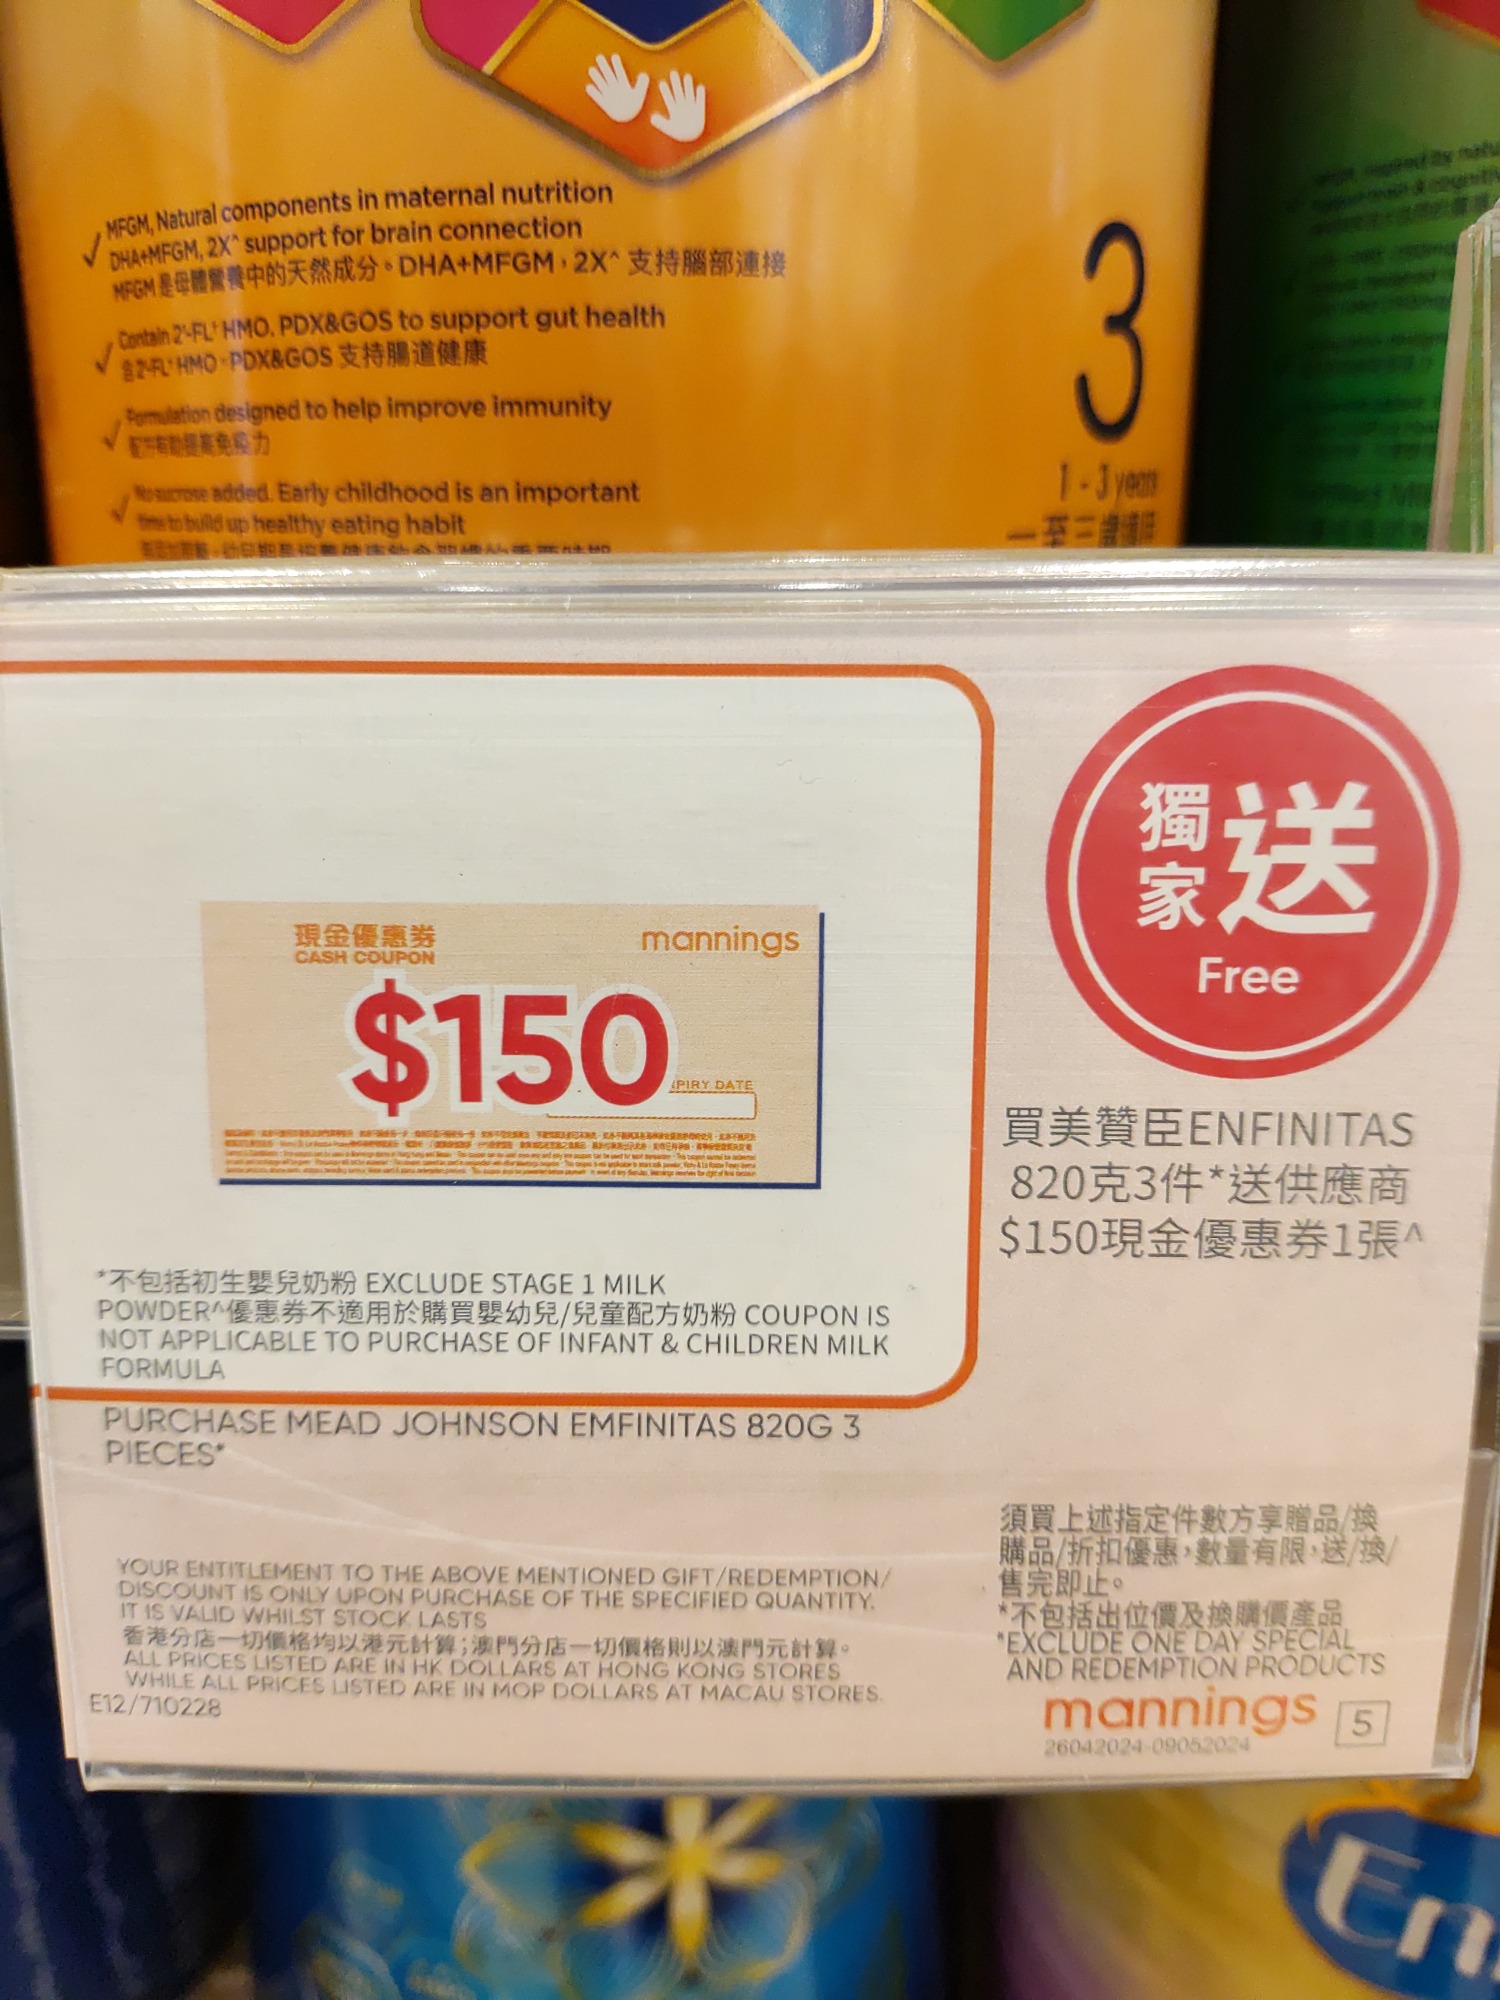 MFGM, Natural components in maternal nutrition
DHA+MFGM, 2X^ support for brain connection
MFGM 是母體營養中的天然成分。DHA+MFGM，2X^ 支持腦部連接
Contain 2'-FL HMO. PDX&GOS to support gut health
含2'-FL HMO，PDX&GOS 支持腸道健康
Formulation designed to help improve immunity
配方有助提高免疫力
No sucrose added. Early childhood is an important
time to build up healthy eating habit
3
1 - 3 years
獨家送
Free
現金優惠券
CASH COUPON
mannings
$150
PIRY DATE
買美贊臣ENFINITAS
820克3件*送供應商
$150現金優惠券1張^
*不包括初生嬰兒奶粉 EXCLUDE STAGE 1 MILK
POWDER^優惠券不適用於購買嬰幼兒/兒童配方奶粉 COUPON IS
NOT APPLICABLE TO PURCHASE OF INFANT & CHILDREN MILK
FORMULA
PURCHASE MEAD JOHNSON EMFINITAS 820G 3
PIECES*
YOUR ENTITLEMENT TO THE ABOVE MENTIONED GIFT/REDEMPTION/
DISCOUNT IS ONLY UPON PURCHASE OF THE SPECIFIED QUANTITY.
IT IS VALID WHILST STOCK LASTS
香港分店一切價格均以港元計算；澳門分店一切價格則以澳門元計算。
ALL PRICES LISTED ARE IN HK DOLLARS AT HONG KONG STORES
WHILE ALL PRICES LISTED ARE IN MOP DOLLARS AT MACAU STORES.
E12/710228
須買上述指定件數方享贈品/換
購品/折扣優惠，數量有限，送/換/
售完即止。
*不包括出位價及換購價產品
*EXCLUDE ONE DAY SPECIAL
AND REDEMPTION PRODUCTS
mannings 5
26042024-09052024